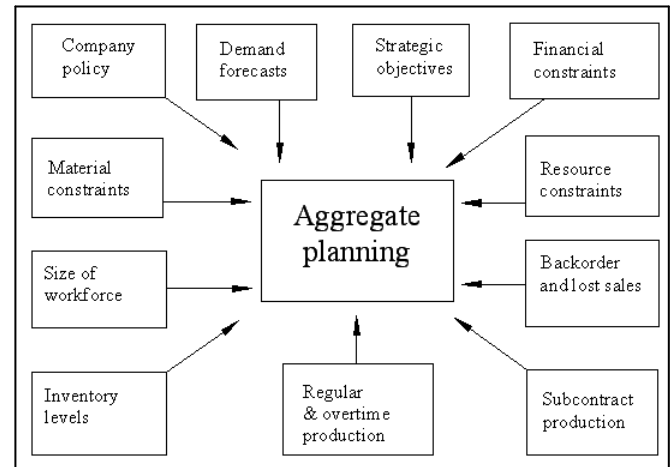 Company
policy
Demand
forecasts
Strategic
objectives
Financial
constraints
Material
constraints
Aggregate
planning
Resource
constraints
Size of
workforce
Backorder
and lost sales
Inventory
levels
Regular
& overtime
production
Subcontract
production